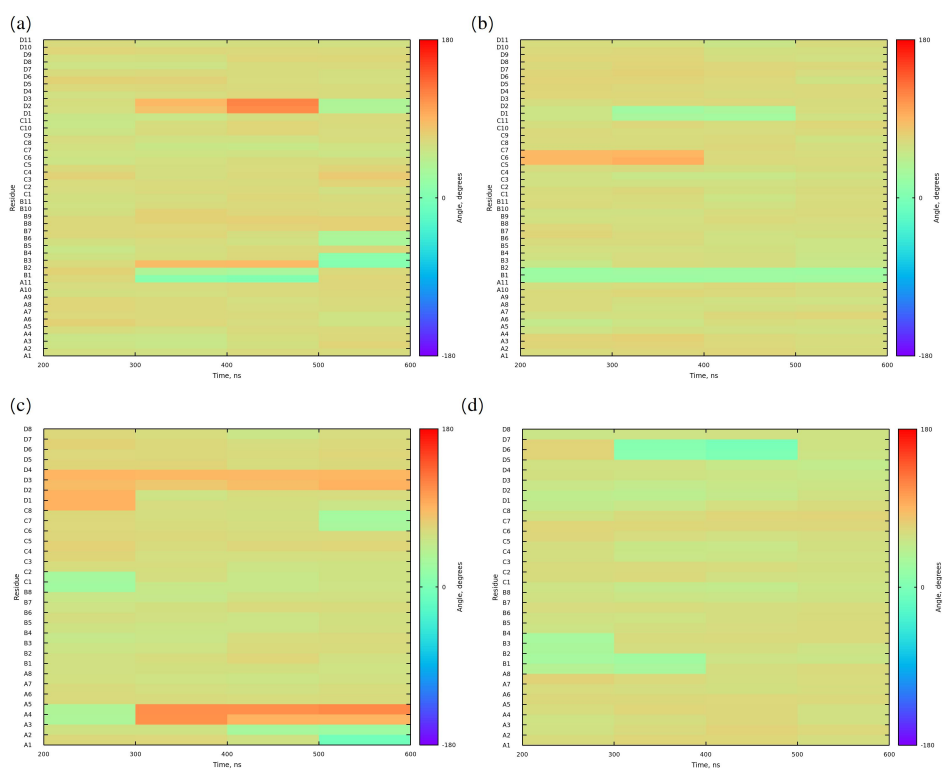 (a)
D11
D10
D9
D8
D7
D6
D5
D4
D3
D2
D1
C11
C10
C9
C8
C7
C6
C5
C4
C3
C2
C1
B11
B10
B9
B8
B7
B6
B5
B4
B3
B2
B1
A11
A10
A9
A8
A7
A6
A5
A4
A3
A2
A1
Residue
200 300 400 500 600
Time, ns
180
0
-180
Angle, degrees
(b)
D11
D10
D9
D8
D7
D6
D5
D4
D3
D2
D1
C11
C10
C9
C8
C7
C6
C5
C4
C3
C2
C1
B11
B10
B9
B8
B7
B6
B5
B4
B3
B2
B1
A11
A10
A9
A8
A7
A6
A5
A4
A3
A2
A1
Residue
200 300 400 500 600
Time, ns
180
0
-180
Angle, degrees
(c)
D8
D7
D6
D5
D4
D3
D2
D1
C8
C7
C6
C5
C4
C3
C2
C1
B8
B7
B6
B5
B4
B3
B2
B1
A8
A7
A6
A5
A4
A3
A2
A1
Residue
200 300 400 500 600
Time, ns
180
0
-180
Angle, degrees
(d)
D8
D7
D6
D5
D4
D3
D2
D1
C8
C7
C6
C5
C4
C3
C2
C1
B8
B7
B6
B5
B4
B3
B2
B1
A8
A7
A6
A5
A4
A3
A2
A1
Residue
200 300 400 500 600
Time, ns
180
0
-180
Angle, degrees